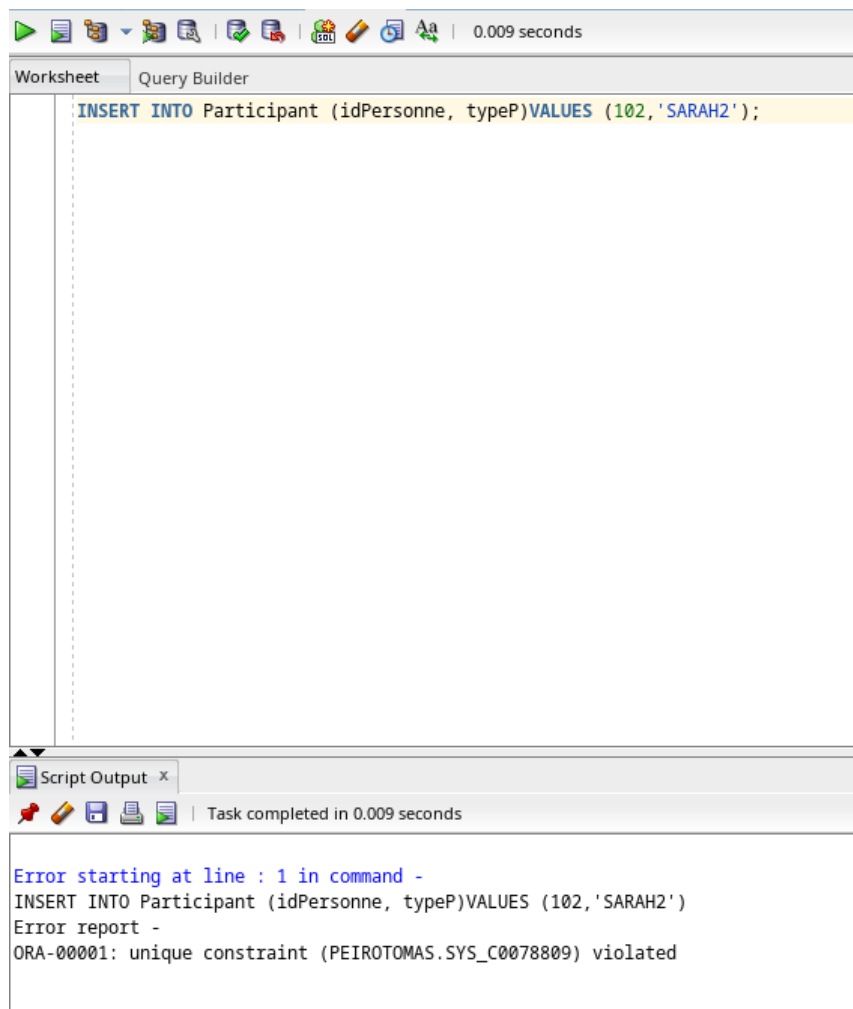 0.009 seconds
Worksheet Query Builder
INSERT INTO Participant (idPersonne, typeP)VALUES (102,'SARAH2');
Script Output x
Task completed in 0.009 seconds
Error starting at line : 1 in command -
INSERT INTO Participant (idPersonne, typeP)VALUES (102,'SARAH2')
Error report -
ORA-00001: unique constraint (PEIROTOMAS.SYS_C0078809) violated